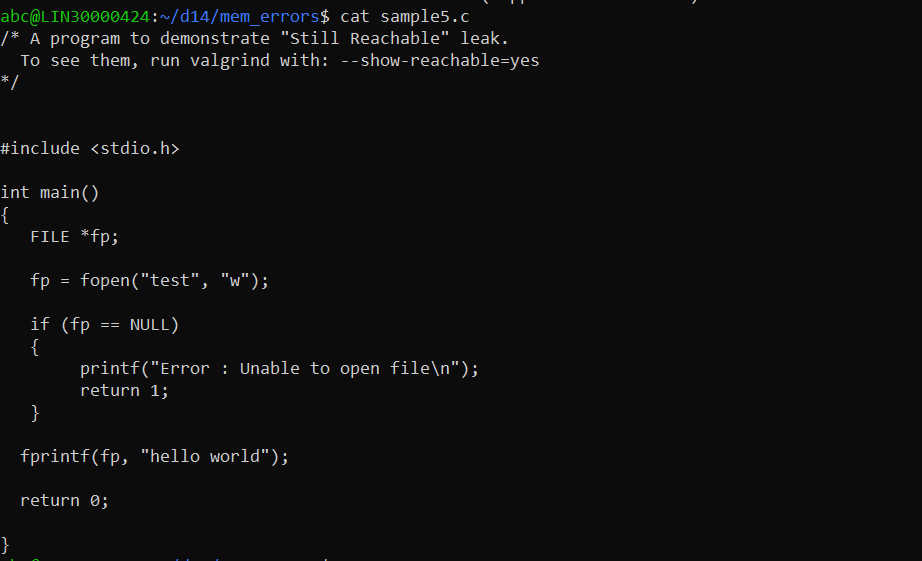 abc@LIN30000424:~/d14/mem_errors$ cat sample5.c
/* A program to demonstrate "Still Reachable" leak.
  To see them, run valgrind with: --show-reachable=yes
*/
#include <stdio.h>
int main()
{
   FILE *fp;
   fp = fopen("test", "w");
   if (fp == NULL)
   {
        printf("Error : Unable to open file\n");
        return 1;
   }
  fprintf(fp, "hello world");
  return 0;
}